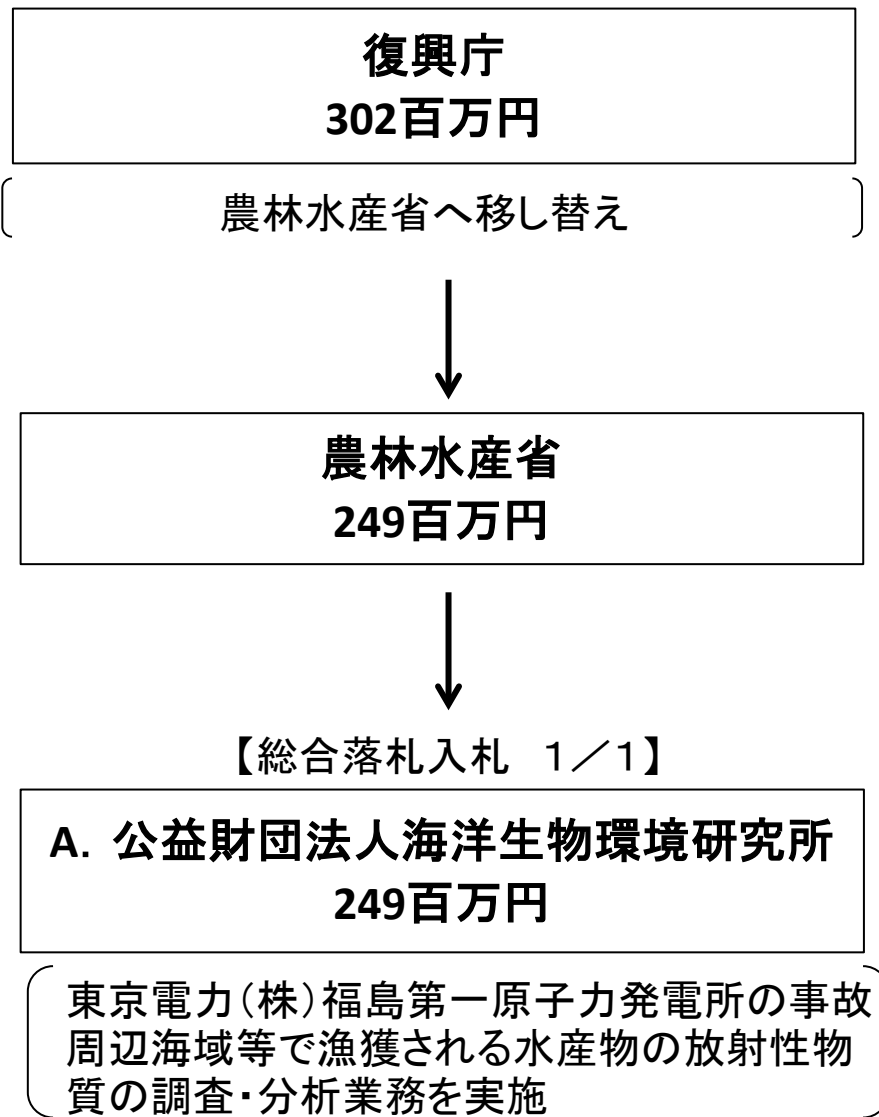 復興庁
302百万円
農林水産省へ移し替え
農林水産省
249百万円
【総合落札入札 1／1】
A. 公益財団法人海洋生物環境研究所
249百万円
東京電力（株）福島第一原子力発電所の事故
周辺海域等で漁獲される水産物の放射性物
質の調査・分析業務を実施